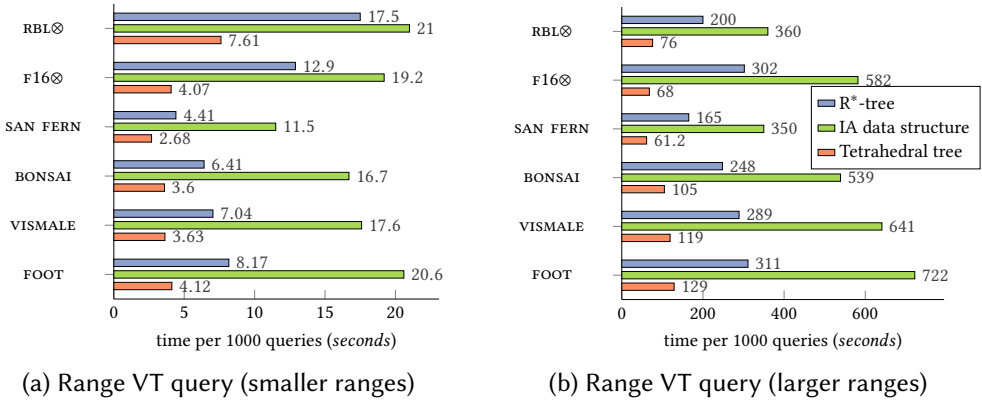 RBL⊗
17.5
21
7.61
F16⊗
12.9
19.2
4.07
SAN FERN
4.41
11.5
2.68
BONSAI
6.41
16.7
3.6
VISMALE
7.04
17.6
3.63
FOOT
8.17
20.6
4.12
0 5 10 15 20
time per 1000 queries (seconds)
(a) Range VT query (smaller ranges)
RBL⊗
200
360
76
F16⊗
302
582
68
SAN FERN
165
350
61.2
BONSAI
248
539
105
VISMALE
289
641
119
FOOT
311
722
129
R*-tree
IA data structure
Tetrahedral tree
0 200 400 600
time per 1000 queries (seconds)
(b) Range VT query (larger ranges)